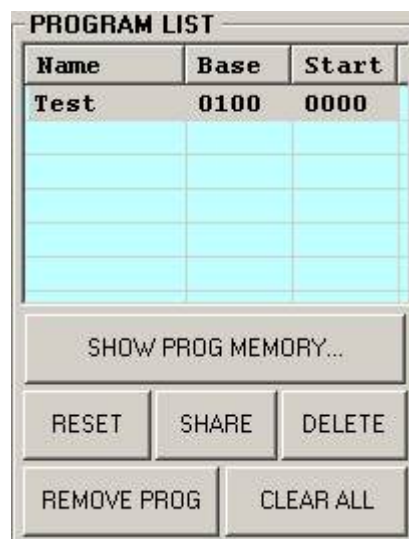 PROGRAM LIST
Name Base Start
Test 0100 0000
SHOW PROG MEMORY...
RESET SHARE DELETE
REMOVE PROG CLEAR ALL